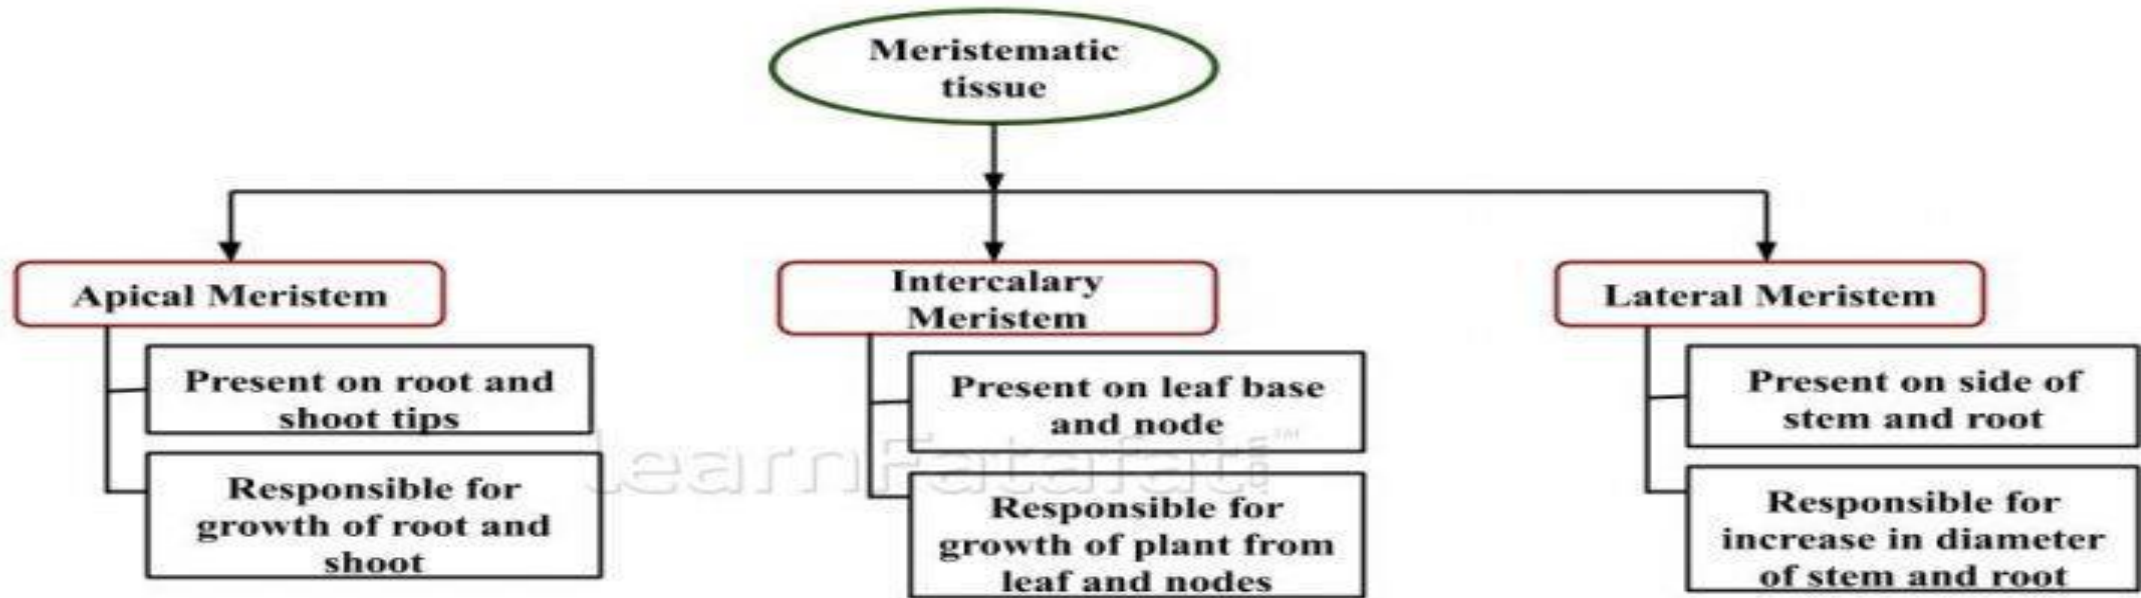 Meristematic
tissue
Apical Meristem
Present on root and
shoot tips
Responsible for
growth of root and
shoot
Intercalary
Meristem
Present on leaf base
and node
Responsible for
growth of plant from
leaf and nodes
Lateral Meristem
Present on side of
stem and root
Responsible for
increase in diameter
of stem and root
learnFatafat